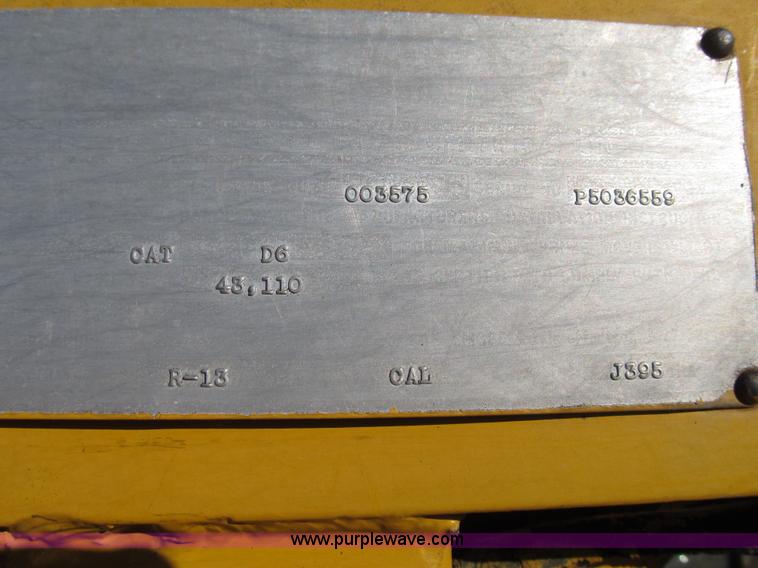 003575 P5036559
CAT D6
43,110
R-13 CAL J395
www.purplewave.com